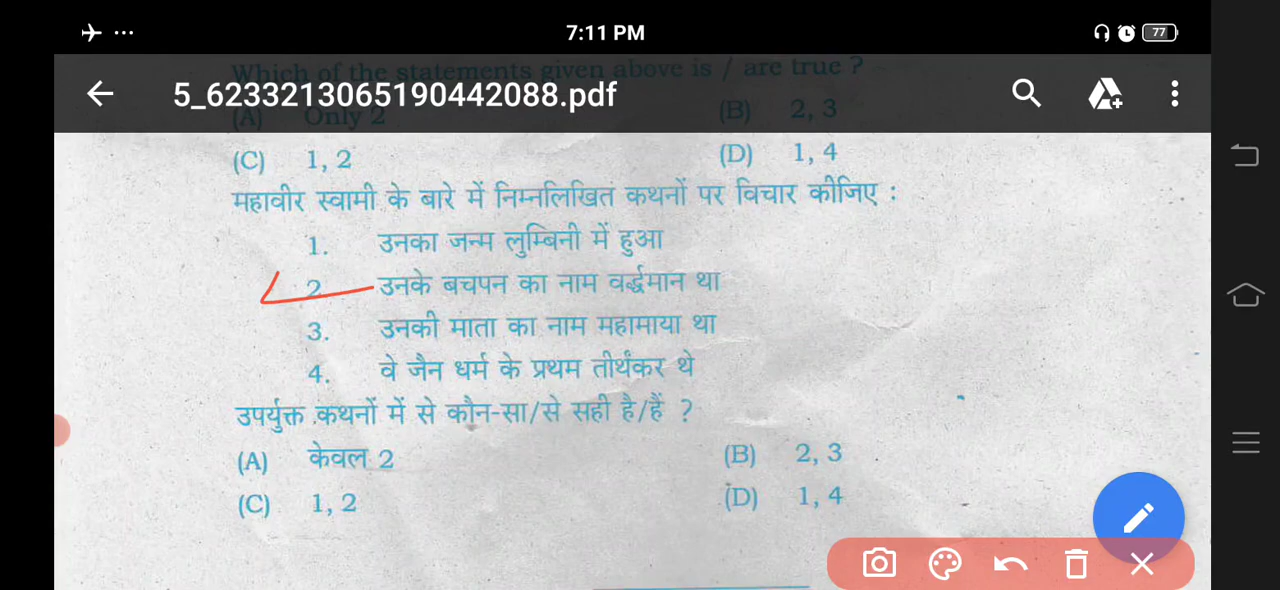 7:11 PM
77
Which of the statements given above is / are true ?
5_6233213065190442088.pdf
(A) Only 2 (B) 2, 3
(C) 1, 2 (D) 1, 4
महावीर स्वामी के बारे में निम्नलिखित कथनों पर विचार कीजिए :
1. उनका जन्म लुम्बिनी में हुआ
2 उनके बचपन का नाम वर्द्धमान था
3. उनकी माता का नाम महामाया था
4. वे जैन धर्म के प्रथम तीर्थंकर थे
उपर्युक्त कथनों में से कौन-सा/से सही है/हैं ?
(A) केवल 2 (B) 2, 3
(C) 1, 2 (D) 1, 4